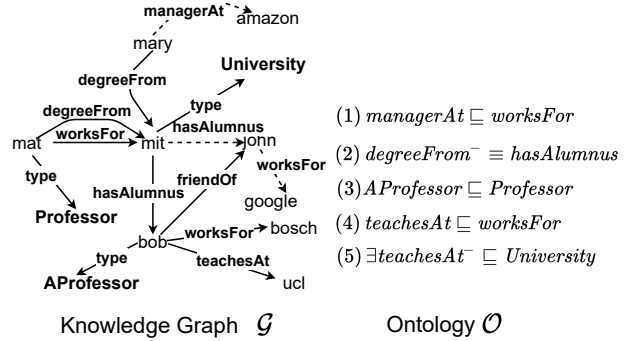 managerAt
amazon
mary
University
degreeFrom
type
degreeFrom
hasAlumnus
mat
worksFor
mit
jonn
worksFor
type
hasAlumnus
friendOf
google
Professor
bob
worksFor
bosch
type
teachesAt
AProfessor
ucl
Knowledge Graph 𝒢
(1) managerAt ⊑ worksFor
(2) degreeFrom⁻ ≡ hasAlumnus
(3) AProfessor ⊑ Professor
(4) teachesAt ⊑ worksFor
(5) ∃teachesAt⁻ ⊑ University
Ontology 𝒪